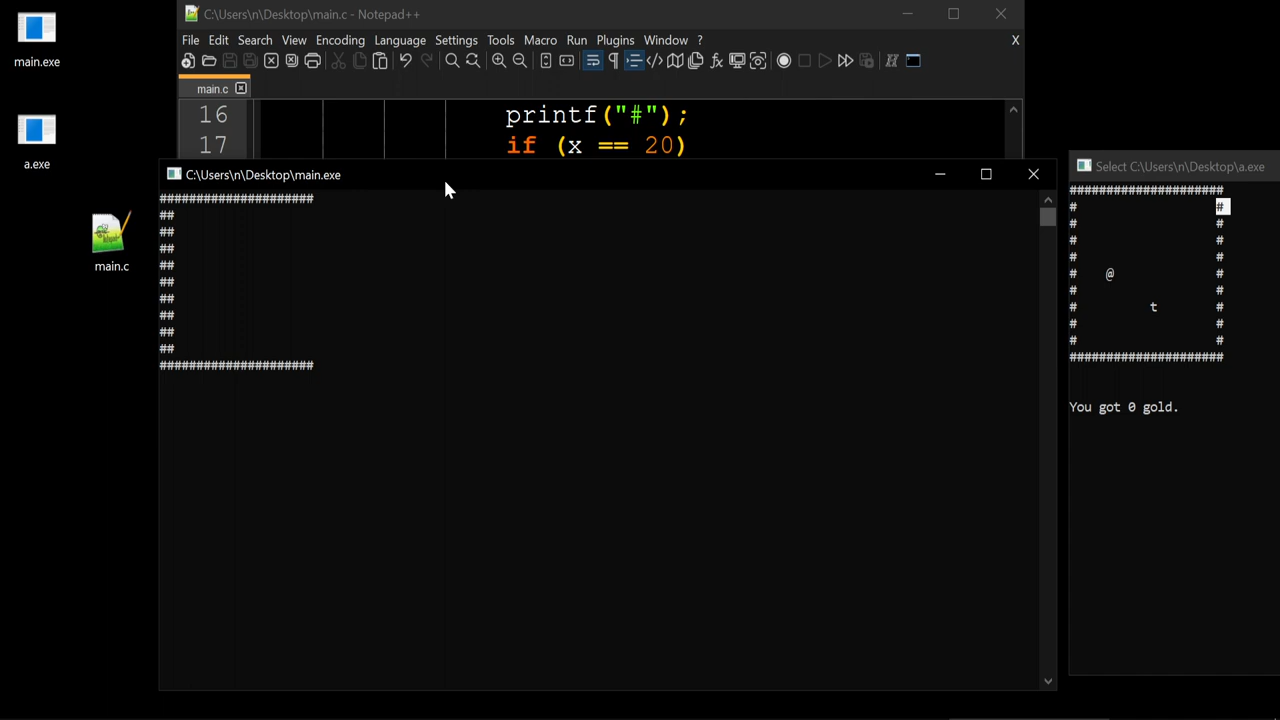 main.exe
a.exe
main.c
C:\Users\n\Desktop\main.c - Notepad++
File Edit Search View Encoding Language Settings Tools Macro Run Plugins Window ? X
main.c
16 printf("#");
17 if (x == 20)
C:\Users\n\Desktop\main.exe
#####################
##
##
##
##
##
##
##
##
##
#####################
Select C:\Users\n\Desktop\a.exe
#####################
# #
# #
# #
# #
# @ #
# #
# t #
# #
# #
#####################
You got 0 gold.